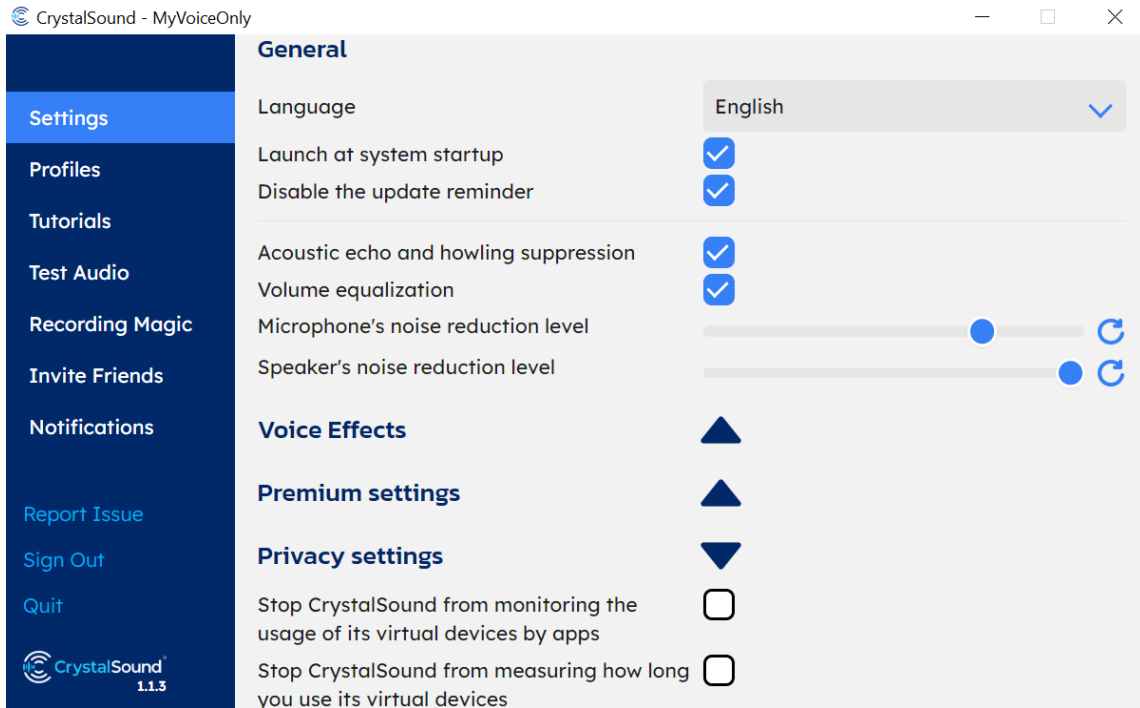 CrystalSound - MyVoiceOnly
Settings
Profiles
Tutorials
Test Audio
Recording Magic
Invite Friends
Notifications
Report Issue
Sign Out
Quit
CrystalSound
1.1.3
General
Language
English
Launch at system startup
Disable the update reminder
Acoustic echo and howling suppression
Volume equalization
Microphone's noise reduction level
Speaker's noise reduction level
Voice Effects
Premium settings
Privacy settings
Stop CrystalSound from monitoring the
usage of its virtual devices by apps
Stop CrystalSound from measuring how long
you use its virtual devices